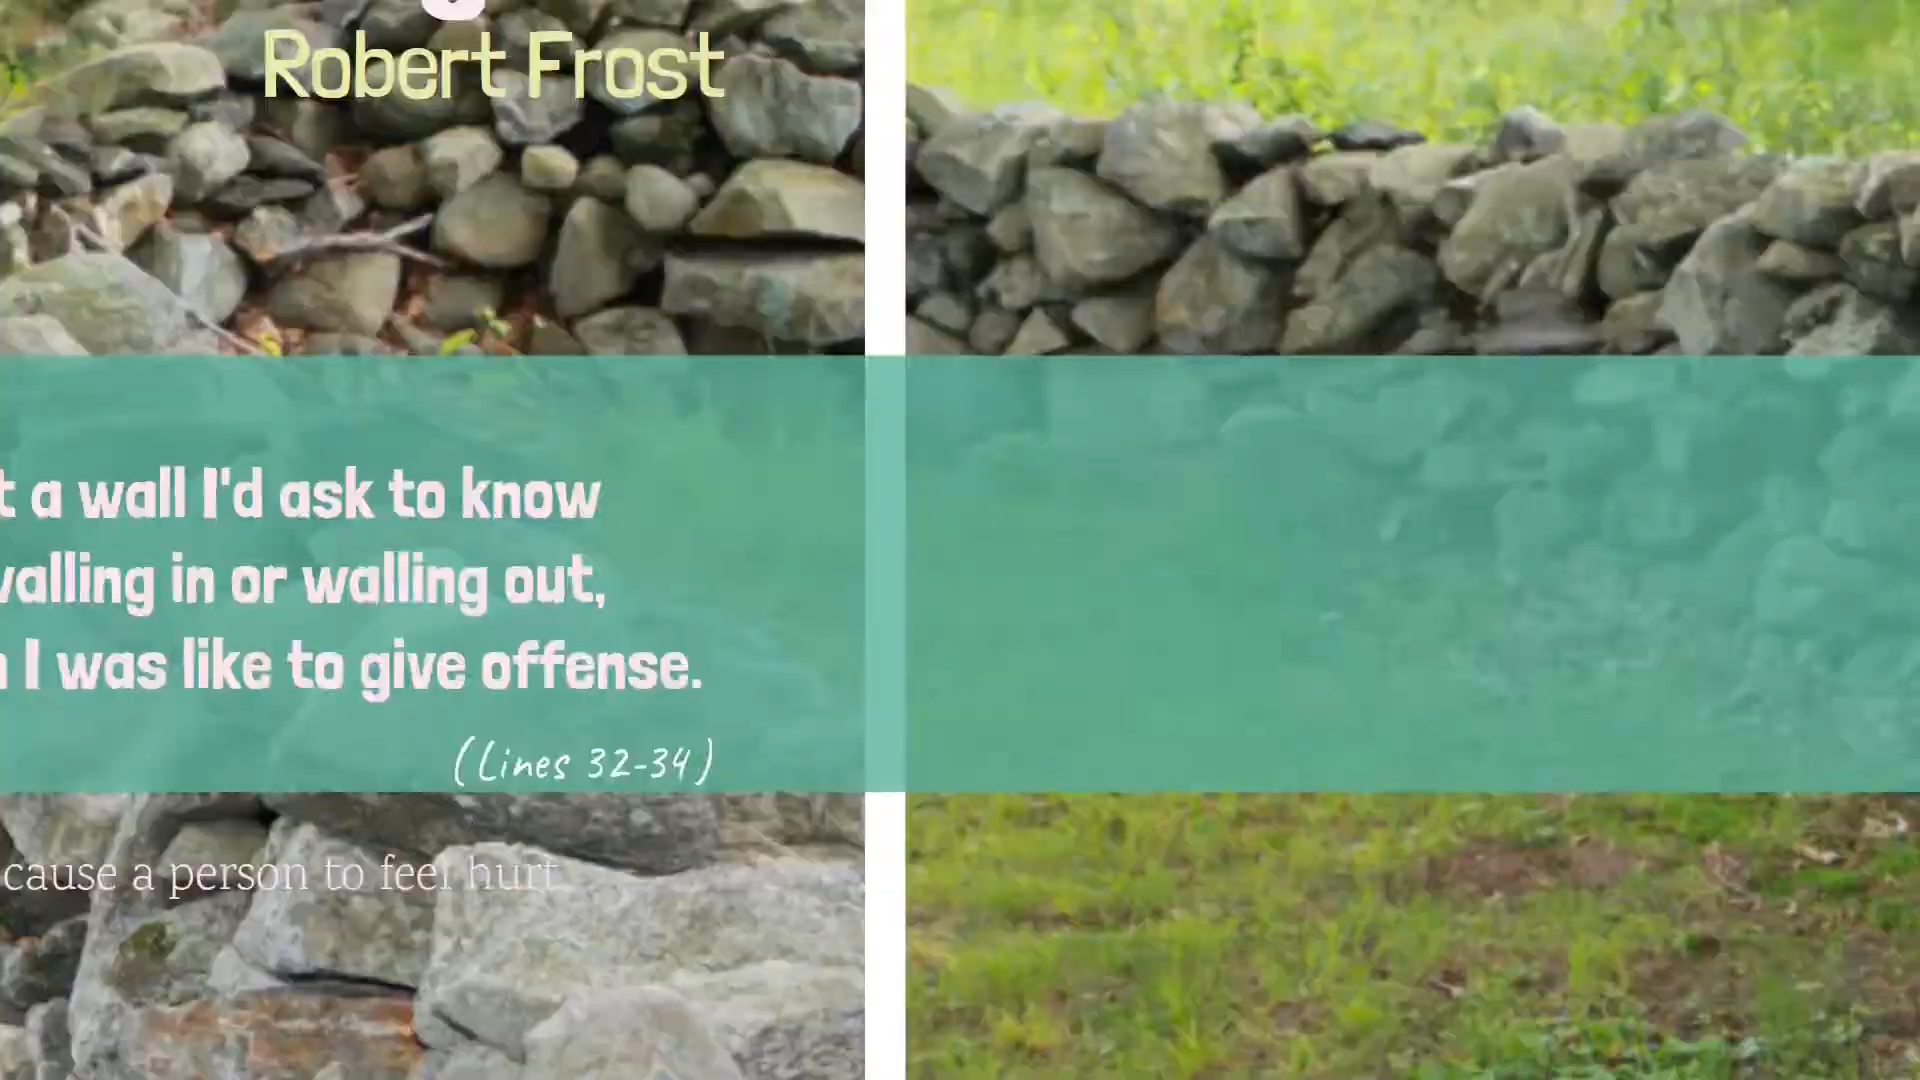 Robert Frost
t a wall I'd ask to know
walling in or walling out,
I was like to give offense.
(Lines 32-34)
cause a person to feel hurt